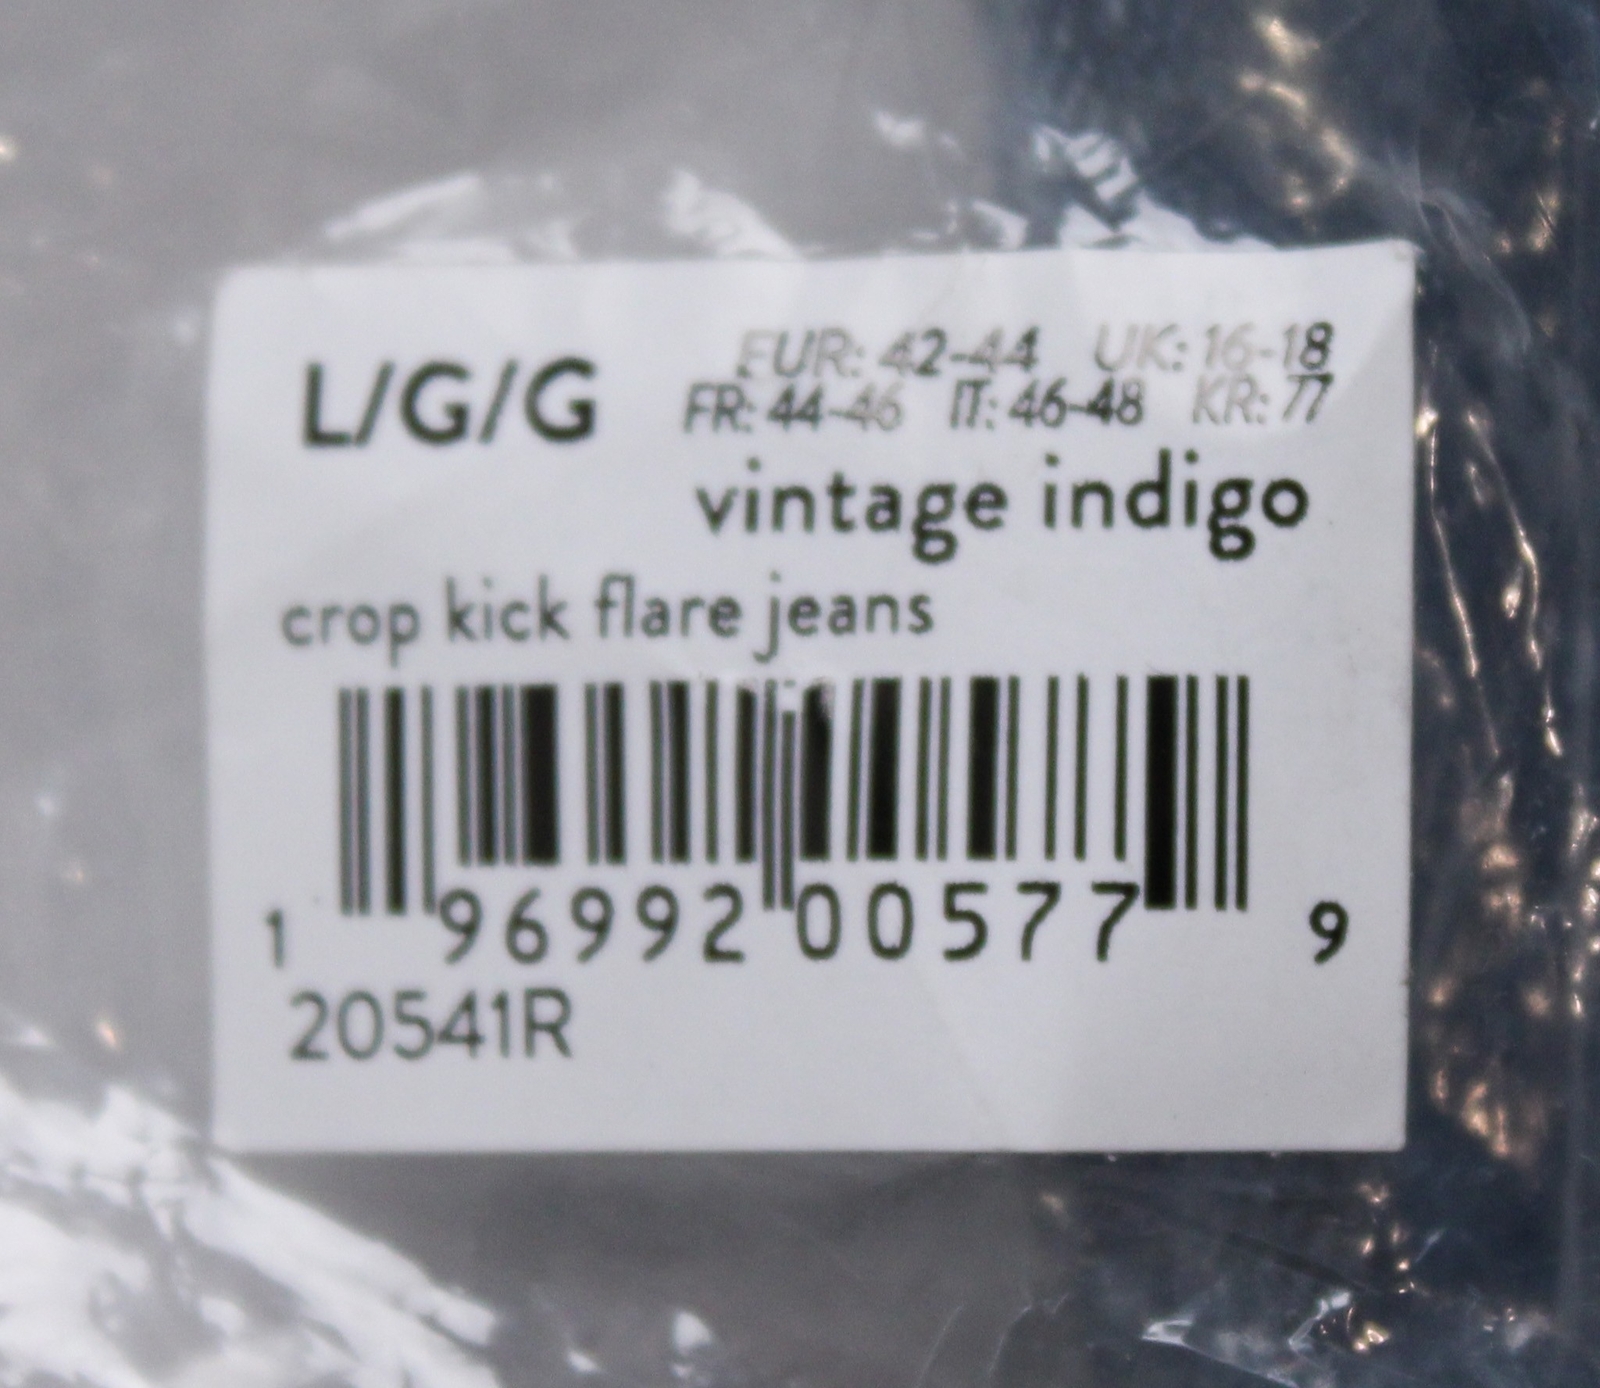 L/G/G
EUR: 42-44 UK: 16-18
FR: 44-46 IT: 46-48 KR: 77
vintage indigo
crop kick flare jeans
1 96992 00577 9
20541R